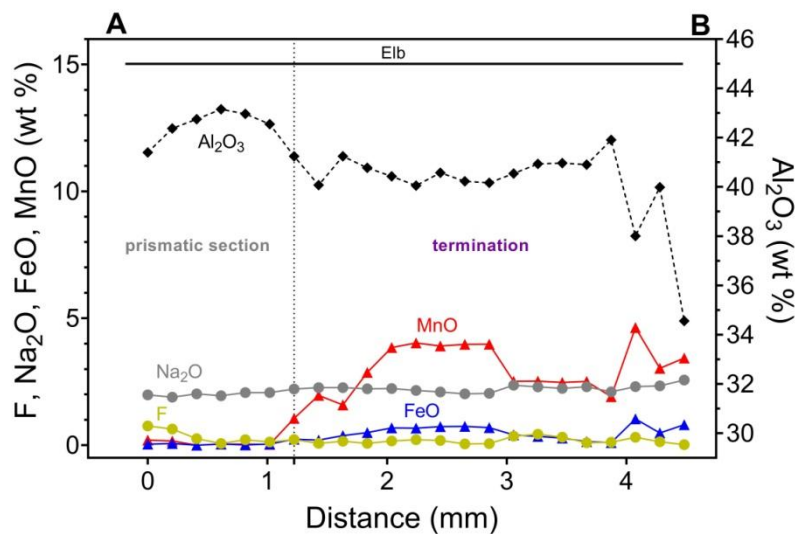 A
B
Elb
15
10
5
0
F, Na₂O, FeO, MnO (wt %)
Al₂O₃
prismatic section
termination
MnO
Na₂O
F
FeO
46
44
42
40
38
36
34
32
30
Al₂O₃ (wt %)
0 1 2 3 4
Distance (mm)